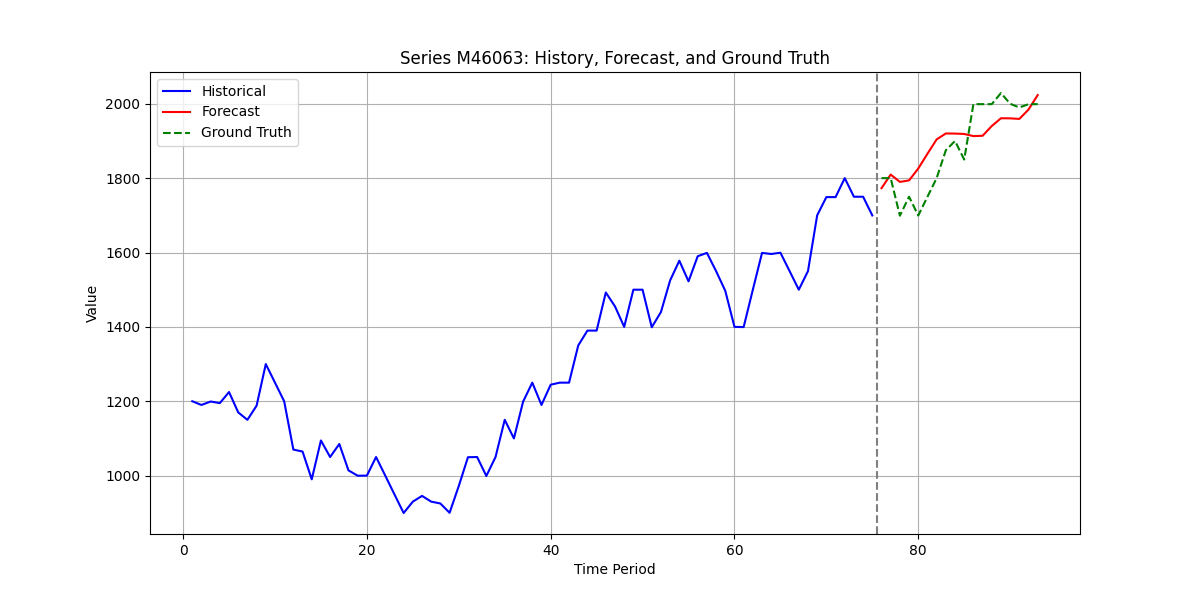 Series M46063: History, Forecast, and Ground Truth
Historical
Forecast
Ground Truth
2000
1800
1600
1400
1200
1000
Value
0 20 40 60 80
Time Period